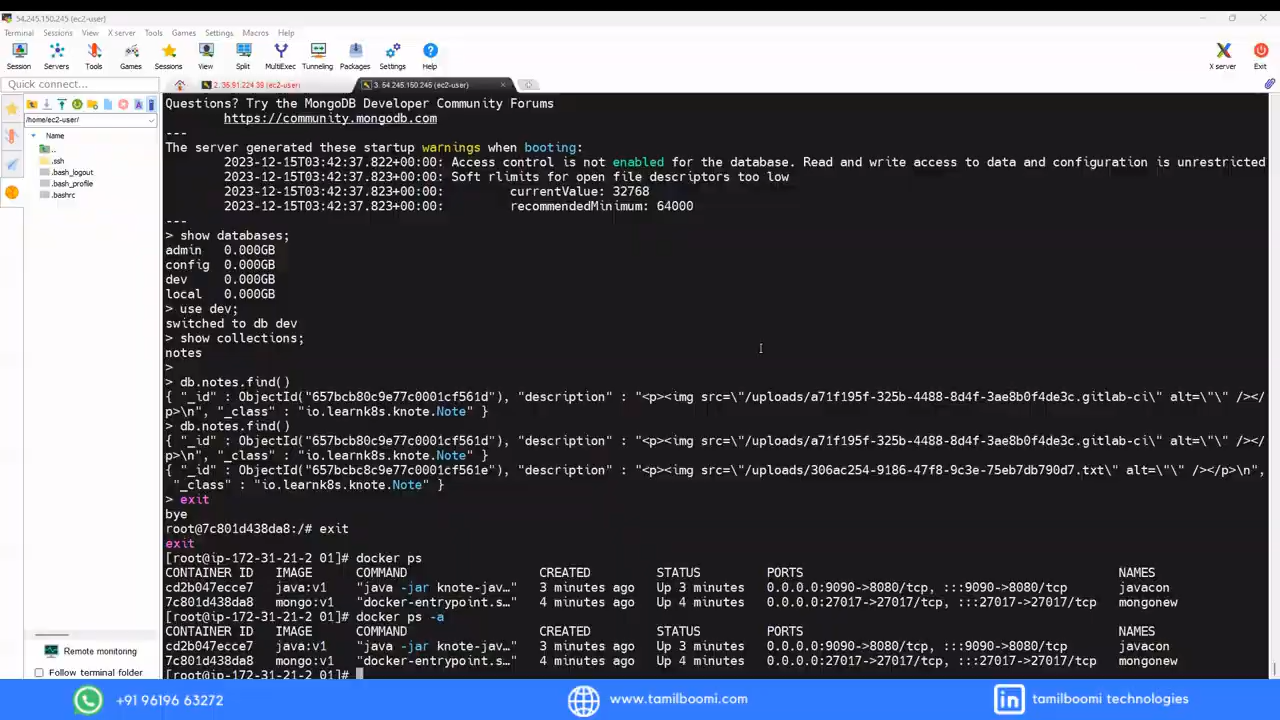 54.245.150.245 (ec2-user)
Terminal Sessions View X server Tools Games Settings Macros Help
Session Servers Tools Games Sessions View Split MultiExec Tunneling Packages Settings Help X server Exit
Quick connect...
2. 35.91.224.39 (ec2-user)
3. 54.245.150.245 (ec2-user)
/home/ec2-user/
Name
..
.ssh
.bash_logout
.bash_profile
.bashrc
Remote monitoring
Follow terminal folder
Questions? Try the MongoDB Developer Community Forums
https://community.mongodb.com
---
The server generated these startup warnings when booting:
2023-12-15T03:42:37.822+00:00: Access control is not enabled for the database. Read and write access to data and configuration is unrestricted
2023-12-15T03:42:37.823+00:00: Soft rlimits for open file descriptors too low
2023-12-15T03:42:37.823+00:00: currentValue: 32768
2023-12-15T03:42:37.823+00:00: recommendedMinimum: 64000
---
> show databases;
admin 0.000GB
config 0.000GB
dev 0.000GB
local 0.000GB
> use dev;
switched to db dev
> show collections;
notes
>
> db.notes.find()
{ "_id" : ObjectId("657bcb80c9e77c0001cf561d"), "description" : "<p><img src=\"/uploads/a71f195f-325b-4488-8d4f-3ae8b0f4de3c.gitlab-ci\" alt=\"\" /></
p>\n", "_class" : "io.learnk8s.knote.Note" }
> db.notes.find()
{ "_id" : ObjectId("657bcb80c9e77c0001cf561d"), "description" : "<p><img src=\"/uploads/a71f195f-325b-4488-8d4f-3ae8b0f4de3c.gitlab-ci\" alt=\"\" /></
p>\n", "_class" : "io.learnk8s.knote.Note" }
{ "_id" : ObjectId("657bcbc8c9e77c0001cf561e"), "description" : "<p><img src=\"/uploads/306ac254-9186-47f8-9c3e-75eb7db790d7.txt\" alt=\"\" /></p>\n",
"_class" : "io.learnk8s.knote.Note" }
> exit
bye
root@7c801d438da8:/# exit
exit
[root@ip-172-31-21-2 01]# docker ps
CONTAINER ID IMAGE COMMAND CREATED STATUS PORTS NAMES
cd2b047ecce7 java:v1 "java -jar knote-jav…" 3 minutes ago Up 3 minutes 0.0.0.0:9090->8080/tcp, :::9090->8080/tcp javacon
7c801d438da8 mongo:v1 "docker-entrypoint.s…" 4 minutes ago Up 4 minutes 0.0.0.0:27017->27017/tcp, :::27017->27017/tcp mongonew
[root@ip-172-31-21-2 01]# docker ps -a
CONTAINER ID IMAGE COMMAND CREATED STATUS PORTS NAMES
cd2b047ecce7 java:v1 "java -jar knote-jav…" 3 minutes ago Up 3 minutes 0.0.0.0:9090->8080/tcp, :::9090->8080/tcp javacon
7c801d438da8 mongo:v1 "docker-entrypoint.s…" 4 minutes ago Up 4 minutes 0.0.0.0:27017->27017/tcp, :::27017->27017/tcp mongonew
[root@ip-172-31-21-2 01]#
+91 96196 63272
www.tamilboomi.com
in tamilboomi technologies